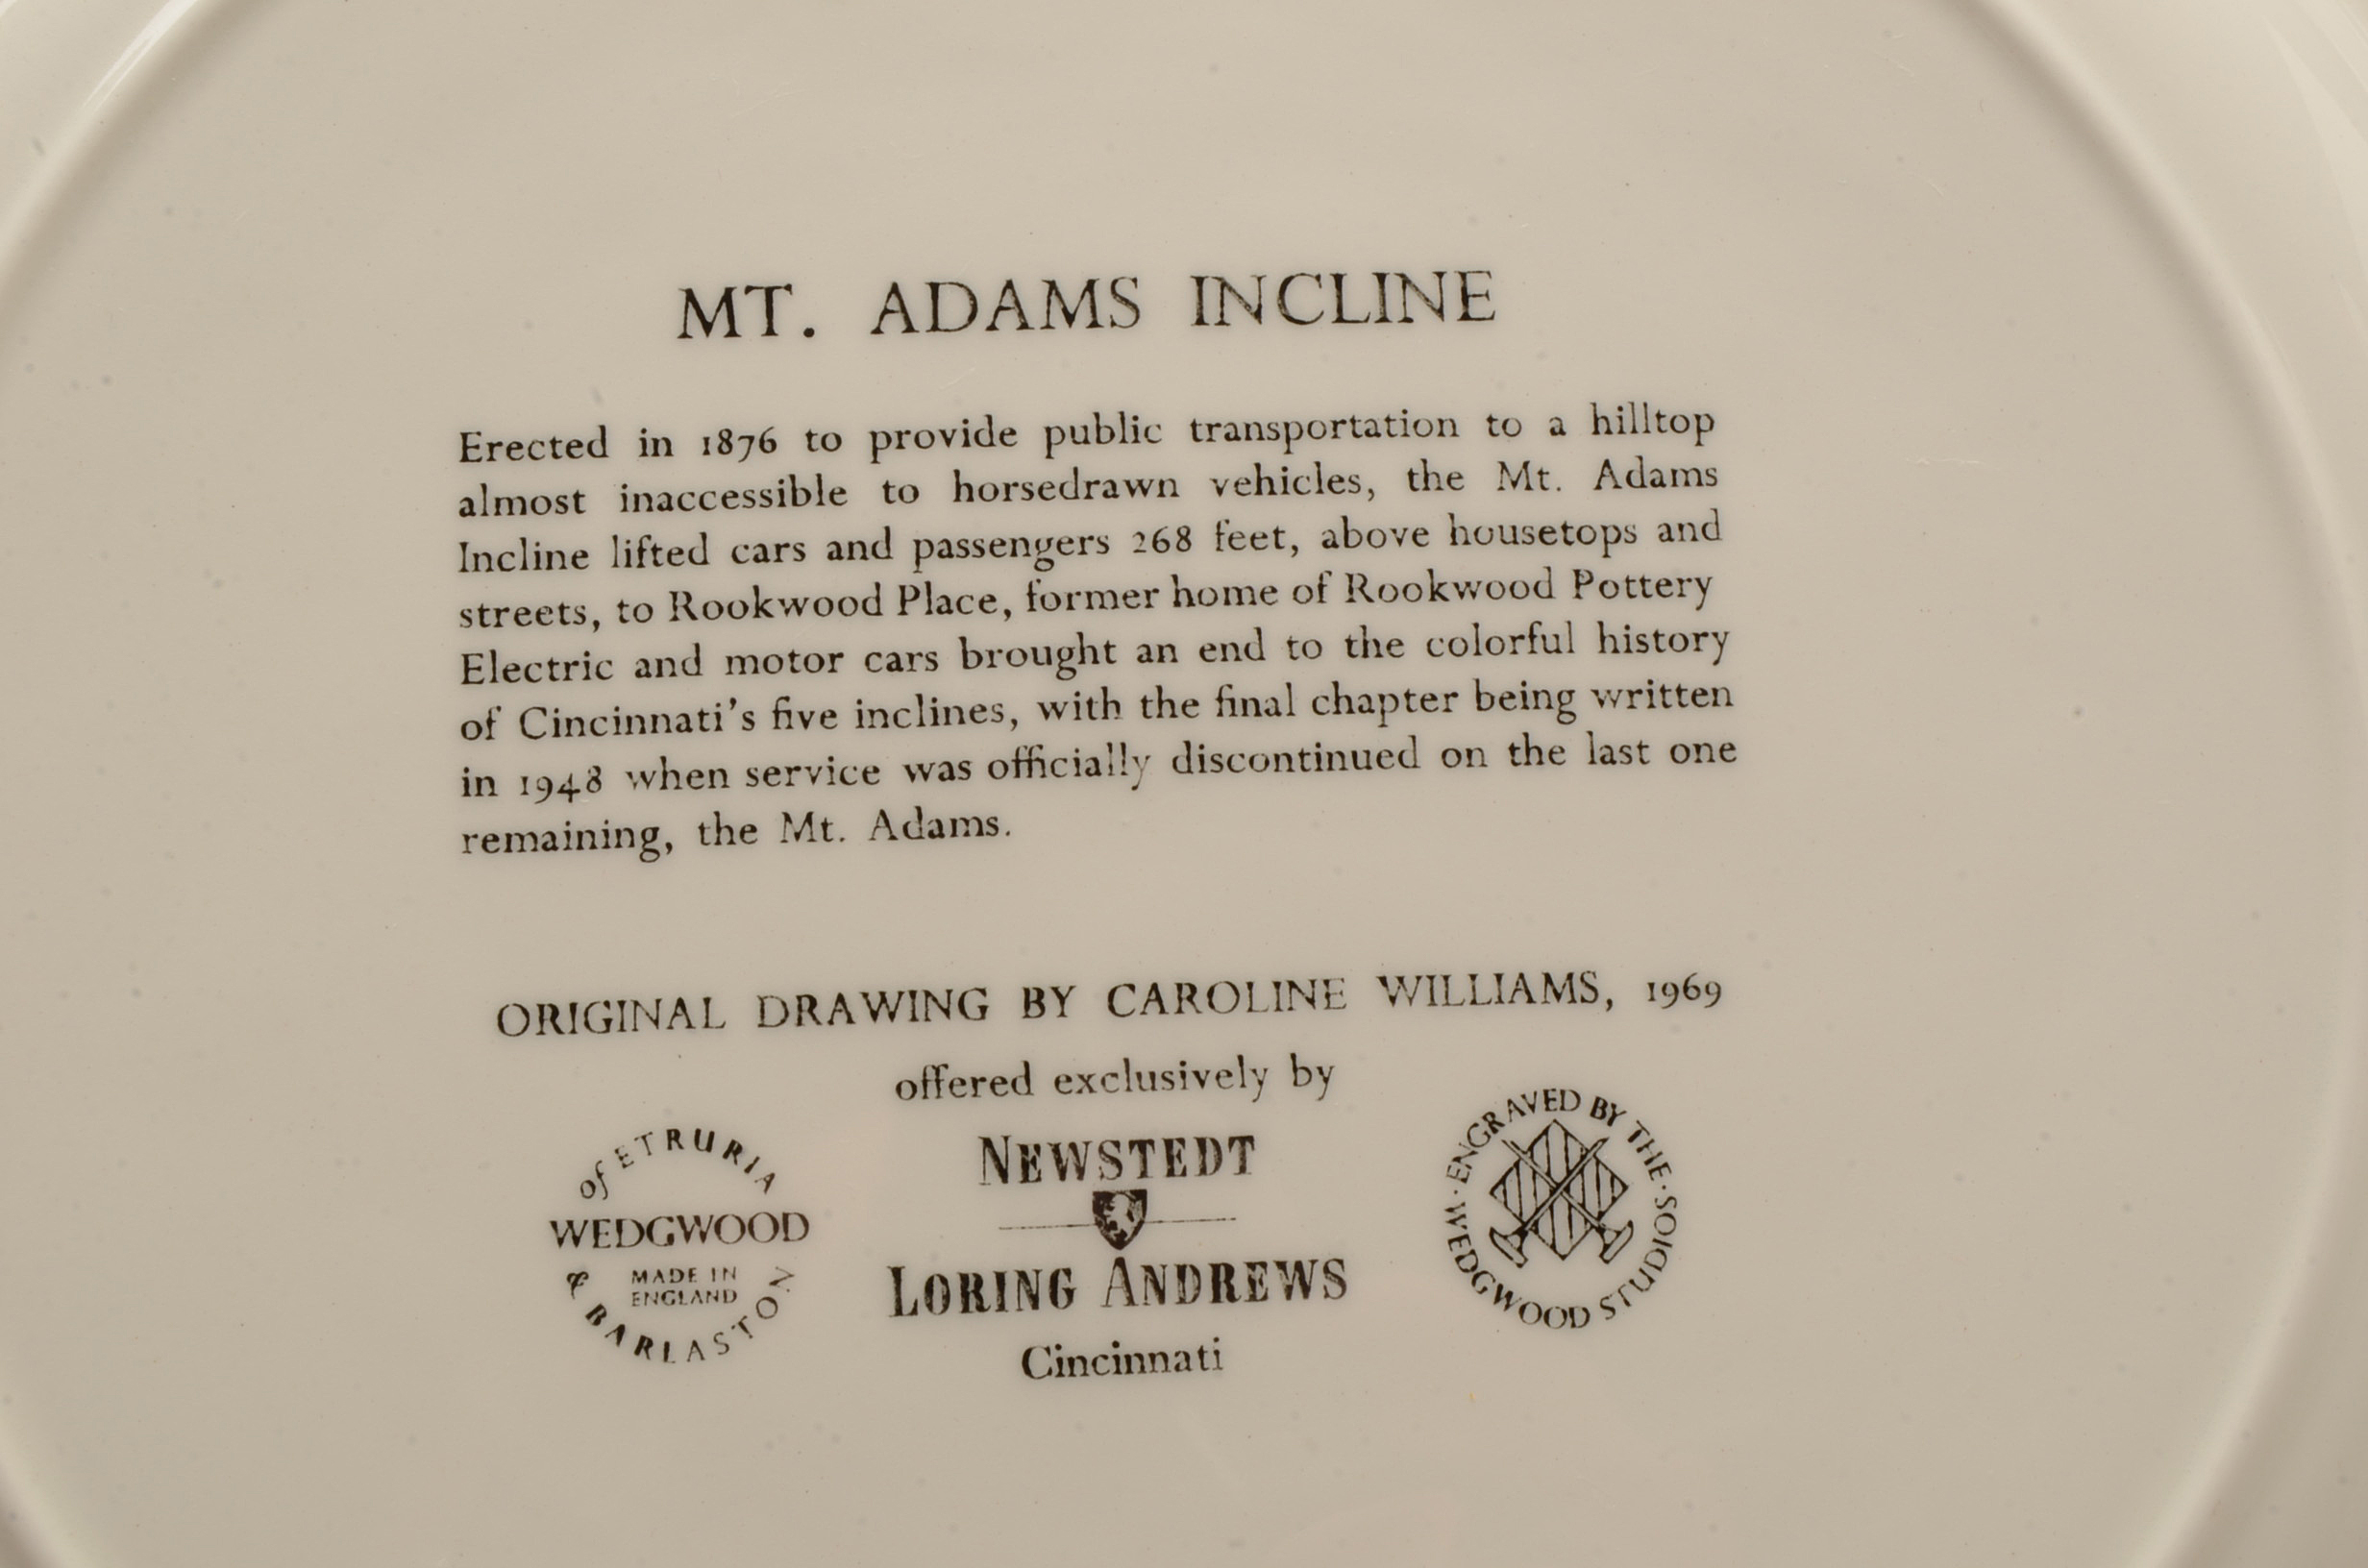 MT. ADAMS INCLINE
Erected in 1876 to provide public transportation to a hilltop
almost inaccessible to horsedrawn vehicles, the Mt. Adams
Incline lifted cars and passengers 268 feet, above housetops and
streets, to Rookwood Place, former home of Rookwood Pottery
Electric and motor cars brought an end to the colorful history
of Cincinnati's five inclines, with the final chapter being written
in 1948 when service was officially discontinued on the last one
remaining, the Mt. Adams.
ORIGINAL DRAWING BY CAROLINE WILLIAMS, 1969
offered exclusively by
of ETRURIA
WEDGWOOD
MADE IN
ENGLAND
& BARLASTON
NEWSTEDT
LORING ANDREWS
Cincinnati
ENGRAVED BY THE · WEDGWOOD STUDIOS ·